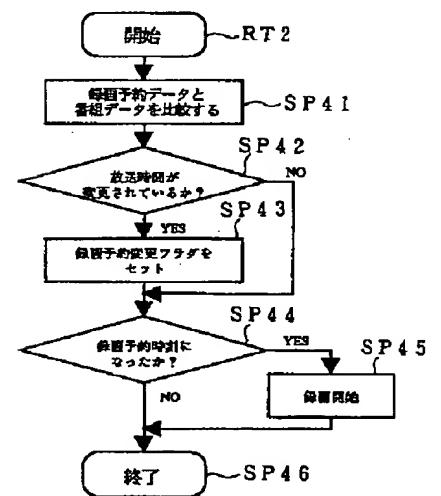 開始
RT2
録画予約データと
番組データを比較する
SP41
SP42
放送時間が
変更されているか?
NO
SP43
YES
録画予約変更フラグを
セット
SP44
録画予約時刻に
なったか?
YES
SP45
NO
録画開始
終了
SP46